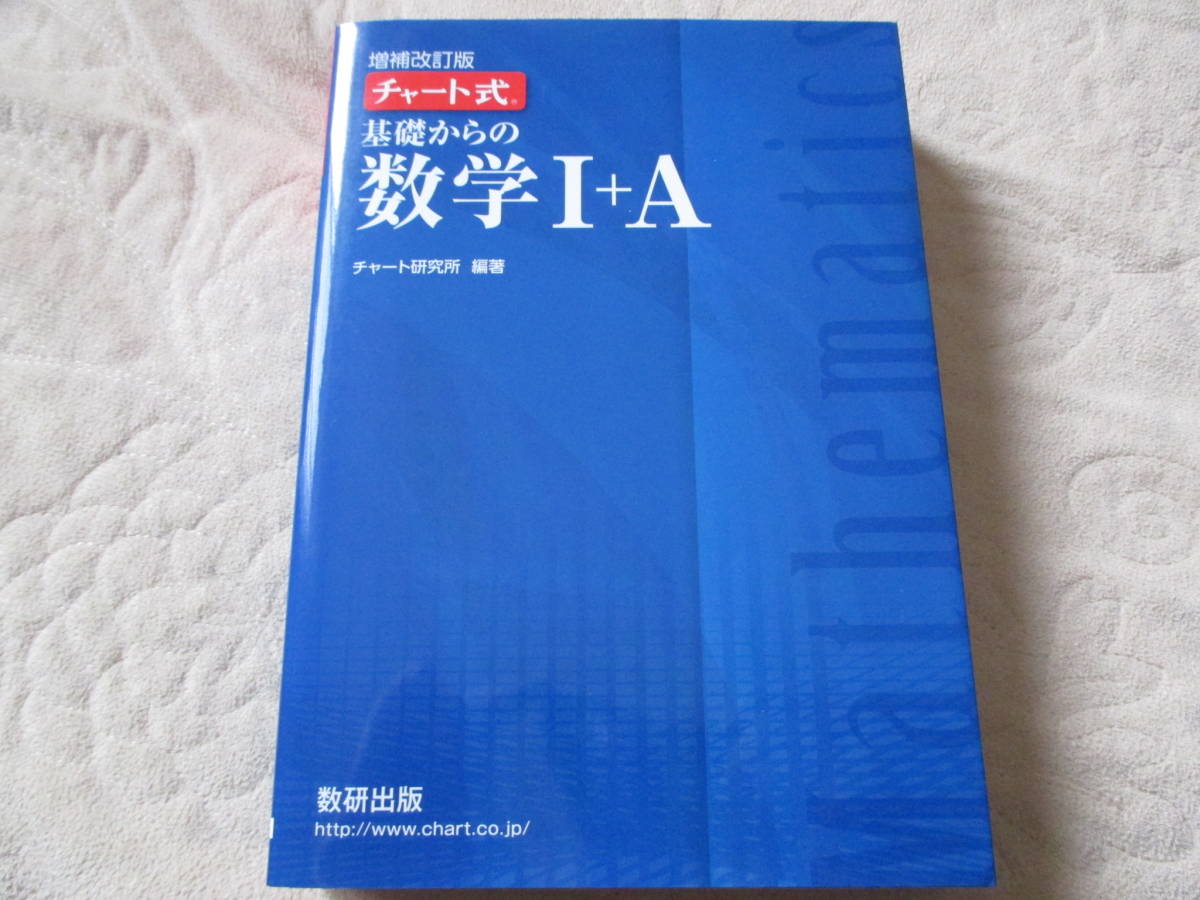 増補改訂版
チャート式®
基礎からの
数学I+A
チャート研究所 編著
Mathematics
数研出版
http://www.chart.co.jp/